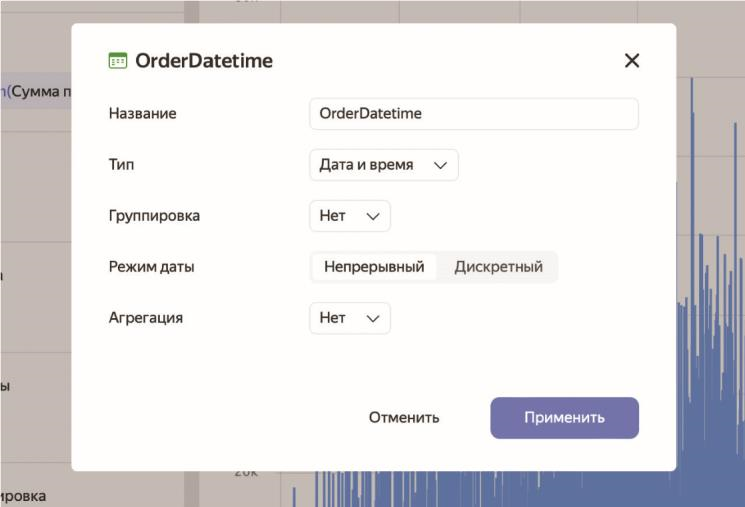 OrderDatetime
(Сумма п
Название
OrderDatetime
Тип
Дата и время
Группировка
Нет
Режим даты
Непрерывный
Дискретный
Агрегация
Нет
ы
Отменить
Применить
20k
ировка